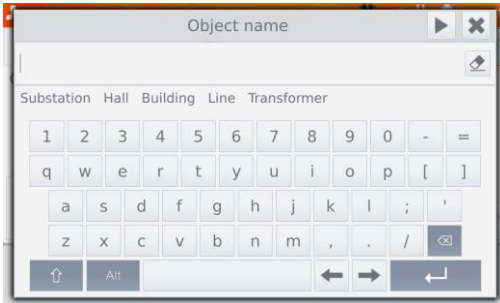 Object name
Substation Hall Building Line Transformer
1 2 3 4 5 6 7 8 9 0 - =
q w e r t y u i o p [ ]
a s d f g h j k l ; '
z x c v b n m , . /
Alt